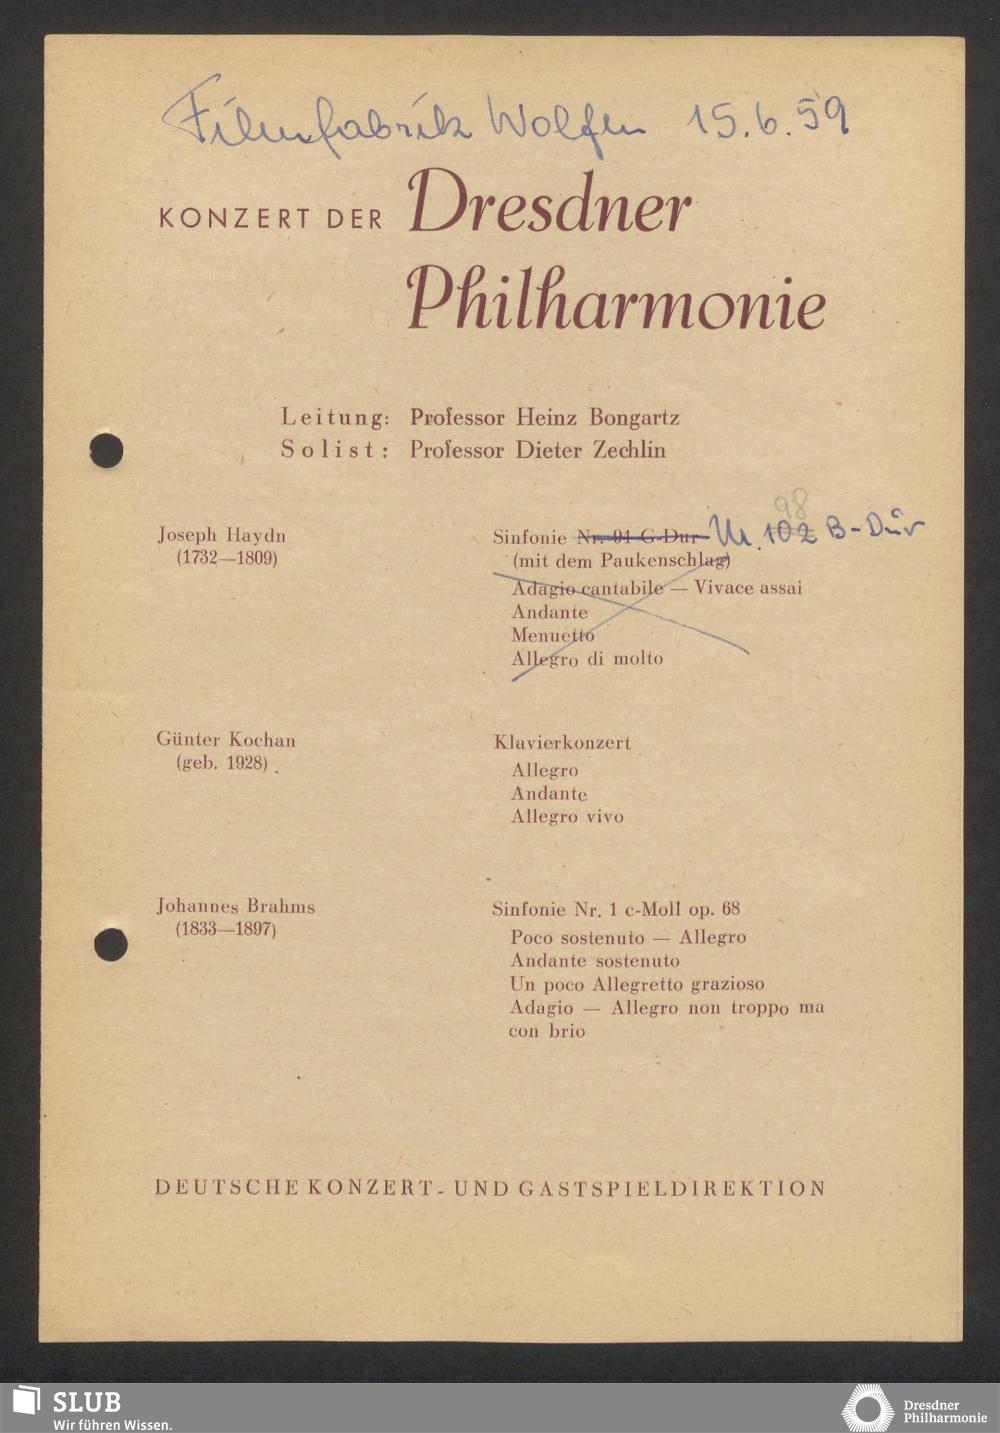 Filmfabrik Wolfen 15.6.59
KONZERT DER Dresdner
Philharmonie
Leitung: Professor Heinz Bongartz
Solist: Professor Dieter Zechlin
Joseph Haydn
(1732—1809)
98
Sinfonie Nr. 94 G-Dur Nr. 102 B-Dur
(mit dem Paukenschlag)
Adagio cantabile — Vivace assai
Andante
Menuetto
Allegro di molto
Günter Kochan
(geb. 1928)
Klavierkonzert
Allegro
Andante
Allegro vivo
Johannes Brahms
(1833—1897)
Sinfonie Nr. 1 c-Moll op. 68
Poco sostenuto — Allegro
Andante sostenuto
Un poco Allegretto grazioso
Adagio — Allegro non troppo ma
con brio
DEUTSCHE KONZERT- UND GASTSPIELDIREKTION
SLUB
Wir führen Wissen.
Dresdner
Philharmonie